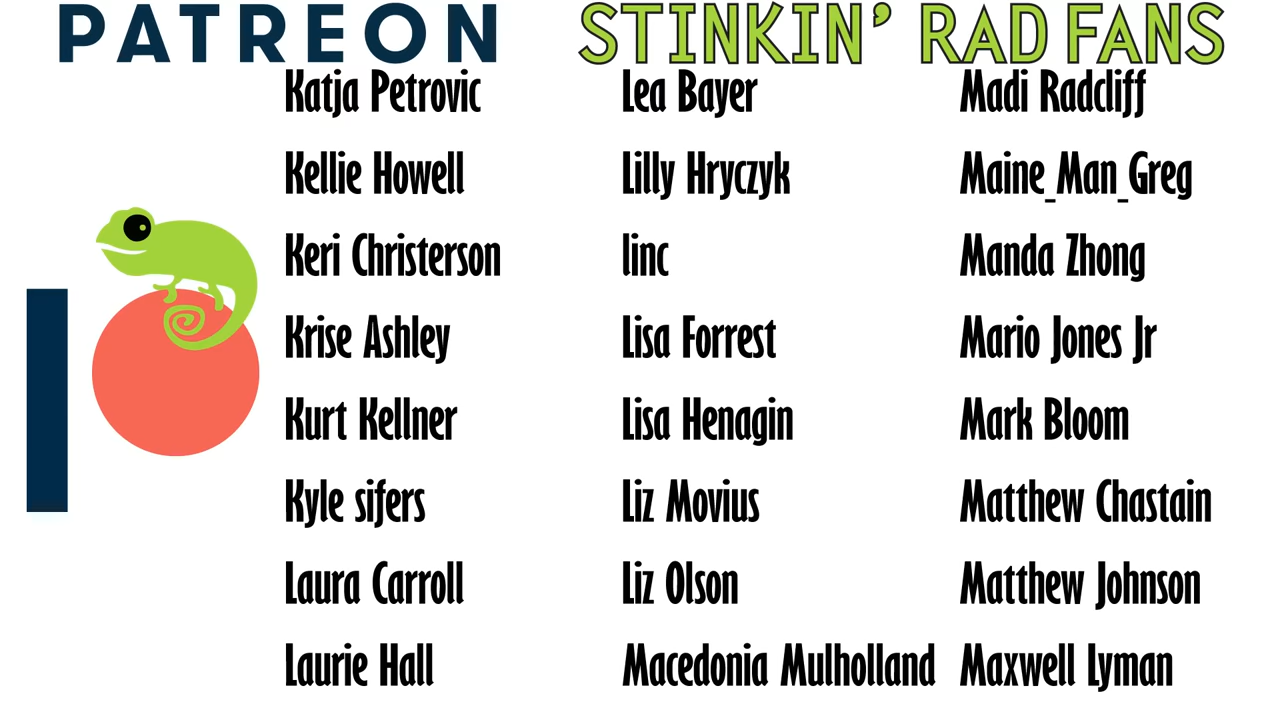 PATREON STINKIN' RAD FANS
Katja Petrovic
Kellie Howell
Keri Christerson
Krise Ashley
Kurt Kellner
Kyle sifers
Laura Carroll
Laurie Hall
Lea Bayer
Lilly Hryczyk
linc
Lisa Forrest
Lisa Henagin
Liz Movius
Liz Olson
Macedonia Mulholland
Madi Radcliff
Maine_Man_Greg
Manda Zhong
Mario Jones Jr
Mark Bloom
Matthew Chastain
Matthew Johnson
Maxwell Lyman